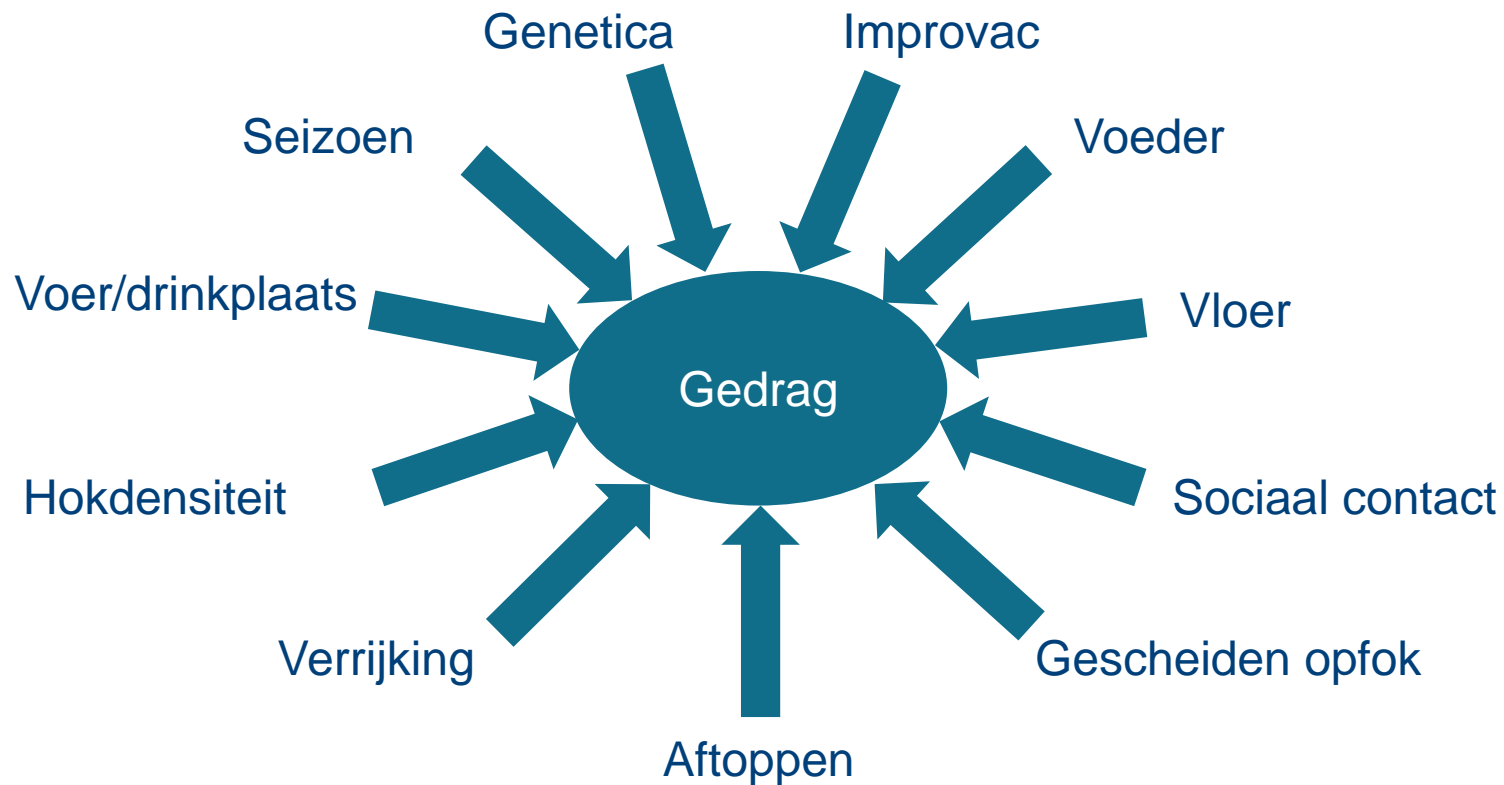 Genetica
Improvac
Seizoen
Voeder
Voer/drinkplaats
Vloer
Gedrag
Hokdensiteit
Sociaal contact
Verrijking
Gescheiden opfok
Aftoppen